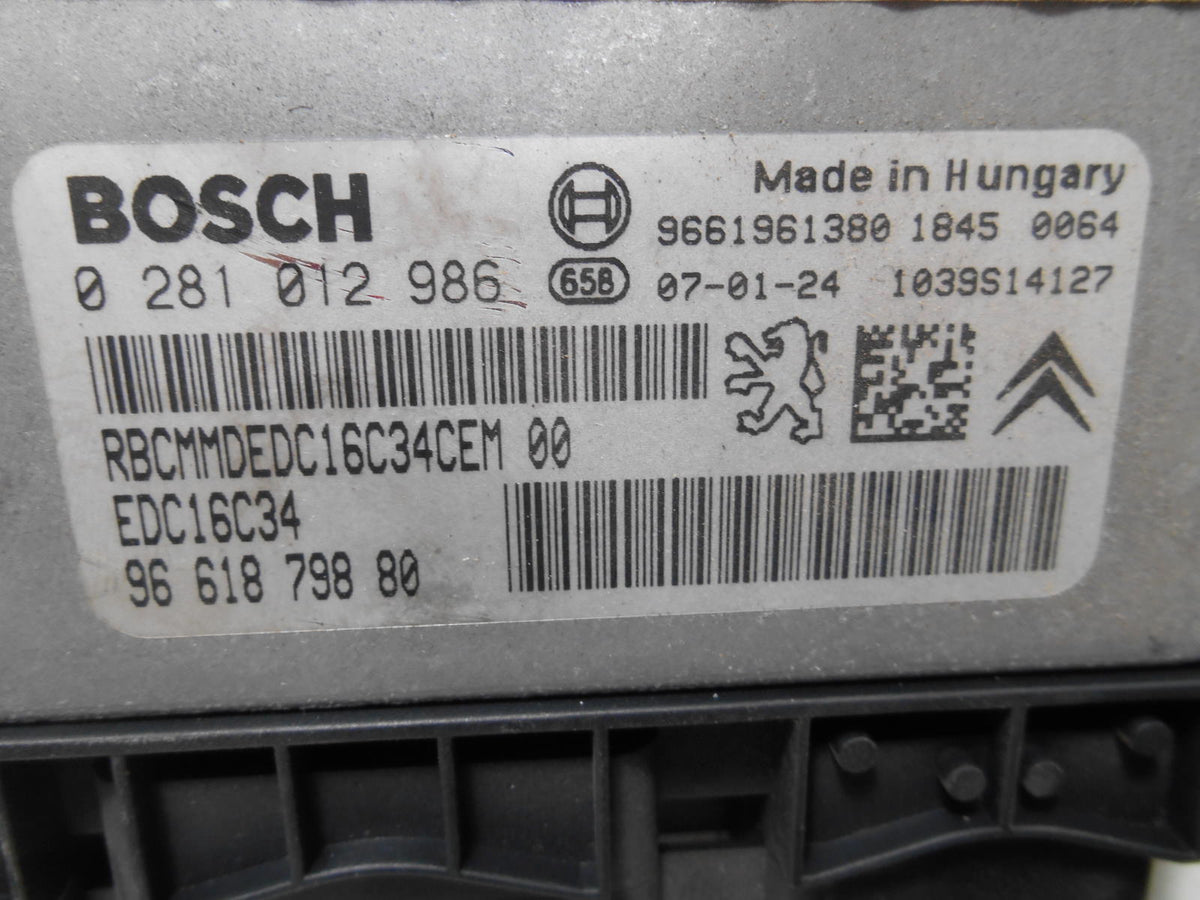 BOSCH
Made in Hungary
9661961380 1845 0064
0 281 012 986
658
07-01-24 1039S14127
RBCMMDEDC16C34CEM 00
EDC16C34
96 618 798 80